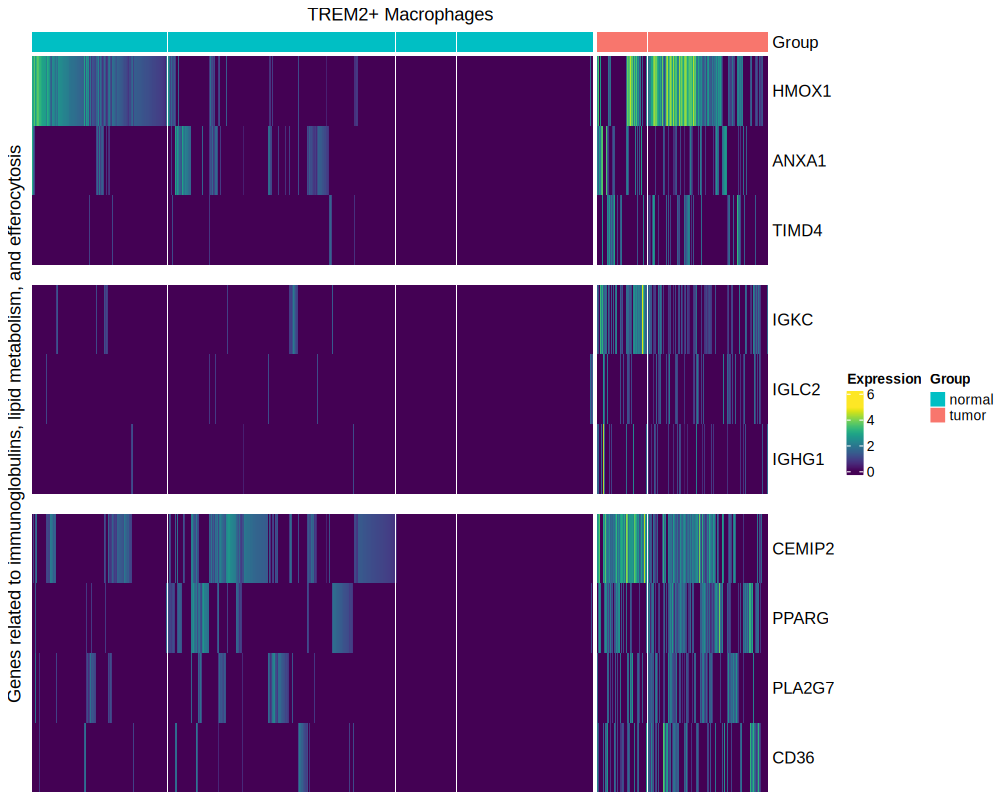 TREM2+ Macrophages
Group
HMOX1
ANXA1
TIMD4
IGKC
IGLC2
IGHG1
CEMIP2
PPARG
PLA2G7
CD36
Genes related to immunoglobulins, lipid metabolism, and efferocytosis
Expression
6
4
2
0
Group
normal
tumor